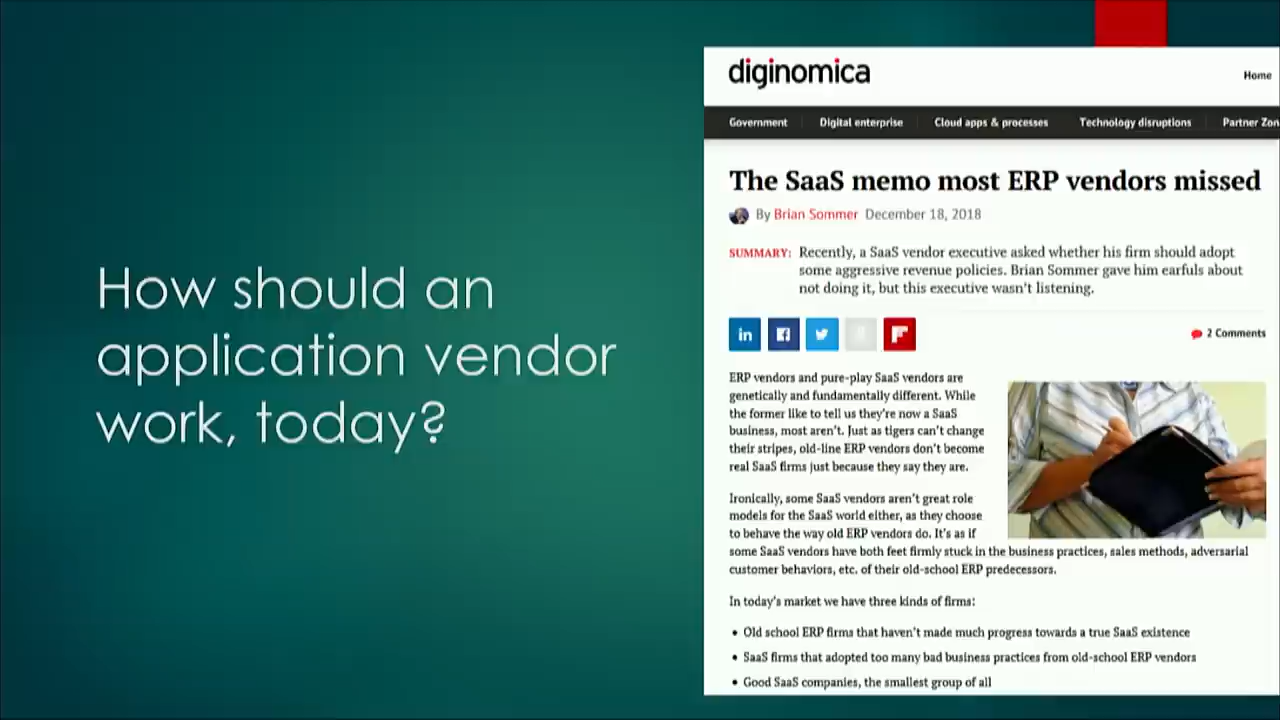 How should an
application vendor
work, today?
diginomica
Home
Government
Digital enterprise
Cloud apps & processes
Technology disruptions
Partner Zon
The SaaS memo most ERP vendors missed
By Brian Sommer December 18, 2018
SUMMARY: Recently, a SaaS vendor executive asked whether his firm should adopt
some aggressive revenue policies. Brian Sommer gave him earfuls about
not doing it, but this executive wasn't listening.
in
2 Comments
ERP vendors and pure-play SaaS vendors are
genetically and fundamentally different. While
the former like to tell us they're now a SaaS
business, most aren't. Just as tigers can't change
their stripes, old-line ERP vendors don't become
real SaaS firms just because they say they are.
Ironically, some SaaS vendors aren't great role
models for the SaaS world either, as they choose
to behave the way old ERP vendors do. It's as if
some SaaS vendors have both feet firmly stuck in the business practices, sales methods, adversarial
customer behaviors, etc. of their old-school ERP predecessors.
In today's market we have three kinds of firms:
• Old school ERP firms that haven't made much progress towards a true SaaS existence
• SaaS firms that adopted too many bad business practices from old-school ERP vendors
• Good SaaS companies, the smallest group of all